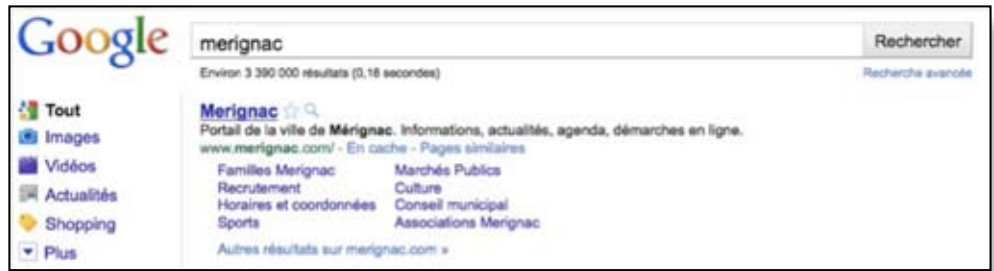 Google
merignac
Rechercher
Environ 3 390 000 résultats (0,18 secondes)
Recherche avancée
Tout
Images
Vidéos
Actualités
Shopping
Plus
Merignac
Portail de la ville de Mérignac. Informations, actualités, agenda, démarches en ligne.
www.merignac.com/ - En cache - Pages similaires
Familles Merignac
Marchés Publics
Recrutement
Culture
Horaires et coordonnées
Conseil municipal
Sports
Associations Merignac
Autres résultats sur merignac.com »